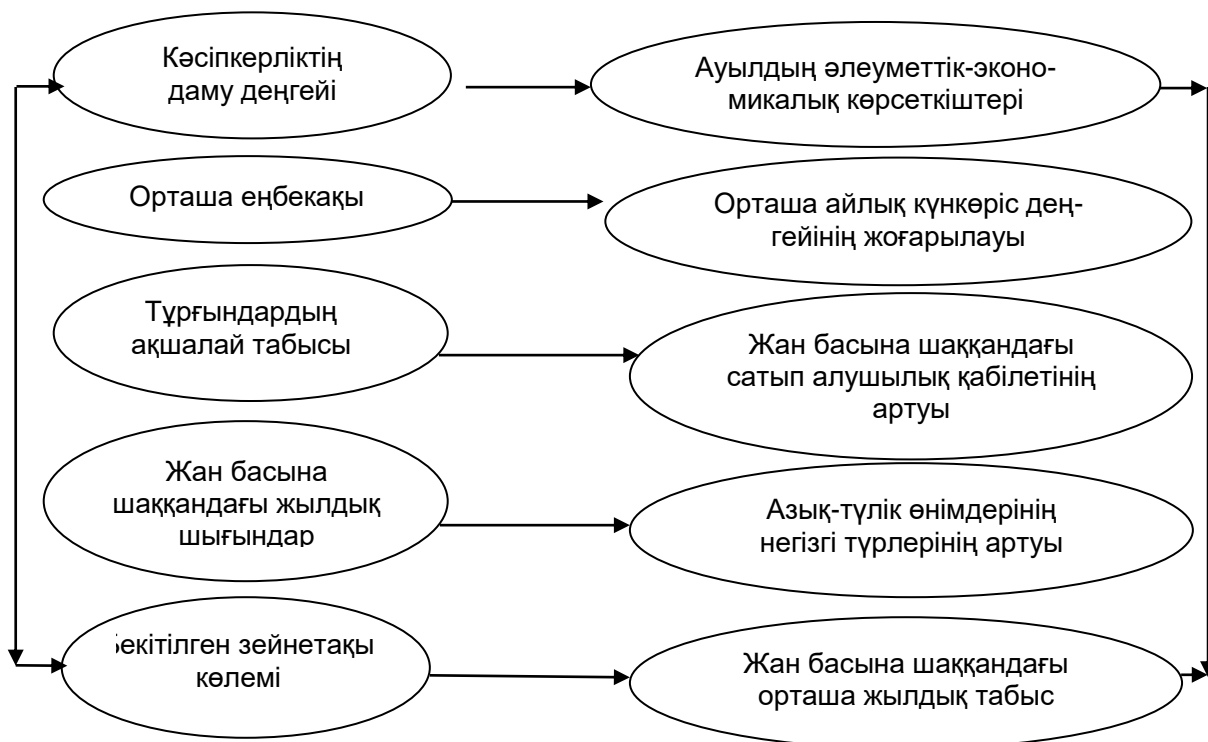 Кәсіпкерліктің
даму деңгейі
Ауылдың әлеуметтік-эконо-
микалық көрсеткіштері
Орташа еңбекақы
Орташа айлық күнкөріс дең-
гейінің жоғарылауы
Тұрғындардың
ақшалай табысы
Жан басына шаққандағы
сатып алушылық қабілетінің
артуы
Жан басына
шаққандағы жылдық
шығындар
Азық-түлік өнімдерінің
негізгі түрлерінің артуы
Бекітілген зейнетақы
көлемі
Жан басына шаққандағы
орташа жылдық табыс